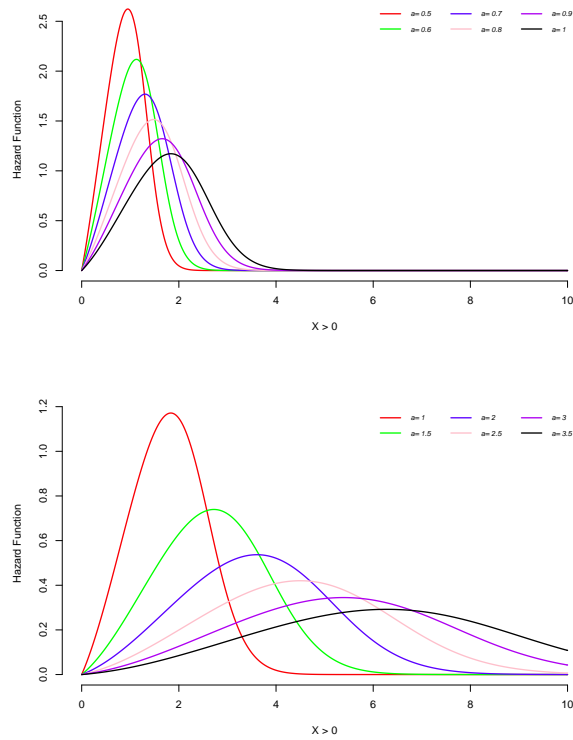 a= 0.5 a= 0.7 a= 0.9
a= 0.6 a= 0.8 a= 1
2.5
2.0
1.5
1.0
0.5
0.0
Hazard Function
0 2 4 6 8 10
X > 0
a= 1 a= 2 a= 3
a= 1.5 a= 2.5 a= 3.5
1.2
1.0
0.8
0.6
0.4
0.2
0.0
Hazard Function
0 2 4 6 8 10
X > 0